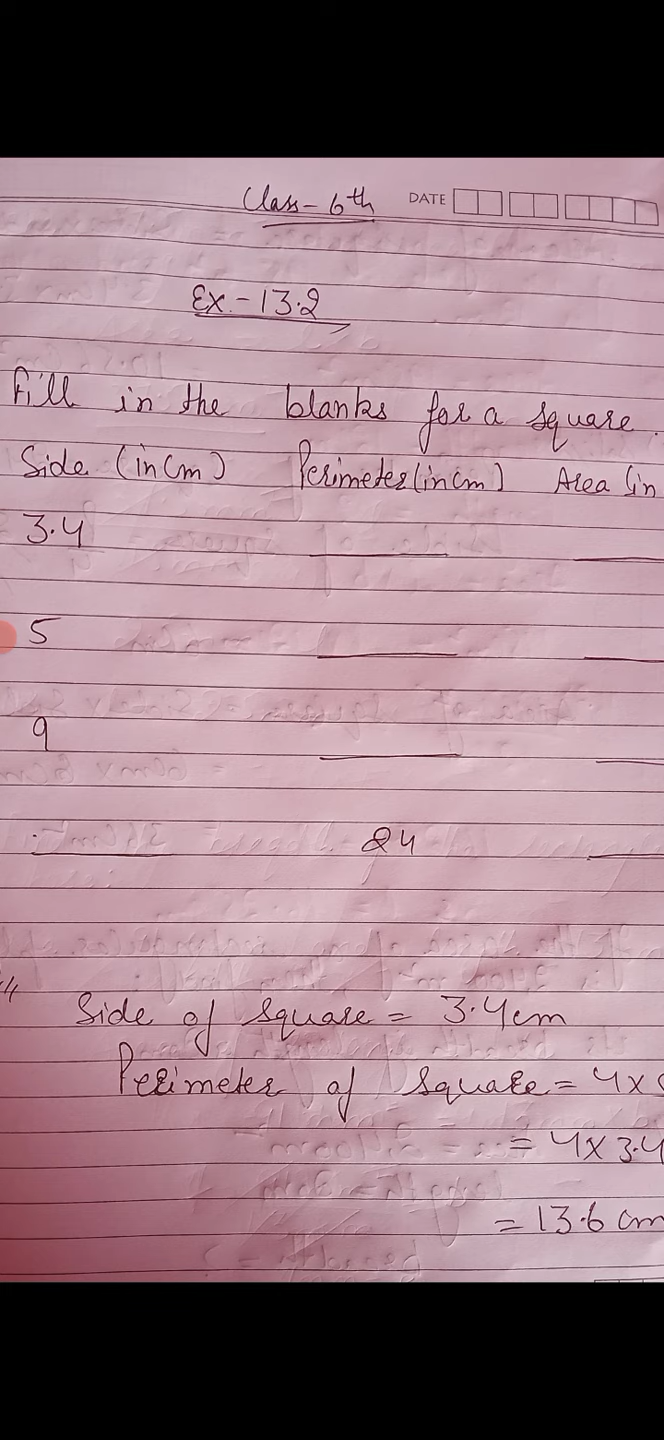 Class - 6th DATE
Ex - 13.2
Fill in the blanks for a square.
Side (in cm) Perimeter (in cm) Area (in
3.4
5
9
24
Side of square = 3.4cm
Perimeter of square = 4x
= 4x 3.4
= 13.6 cm